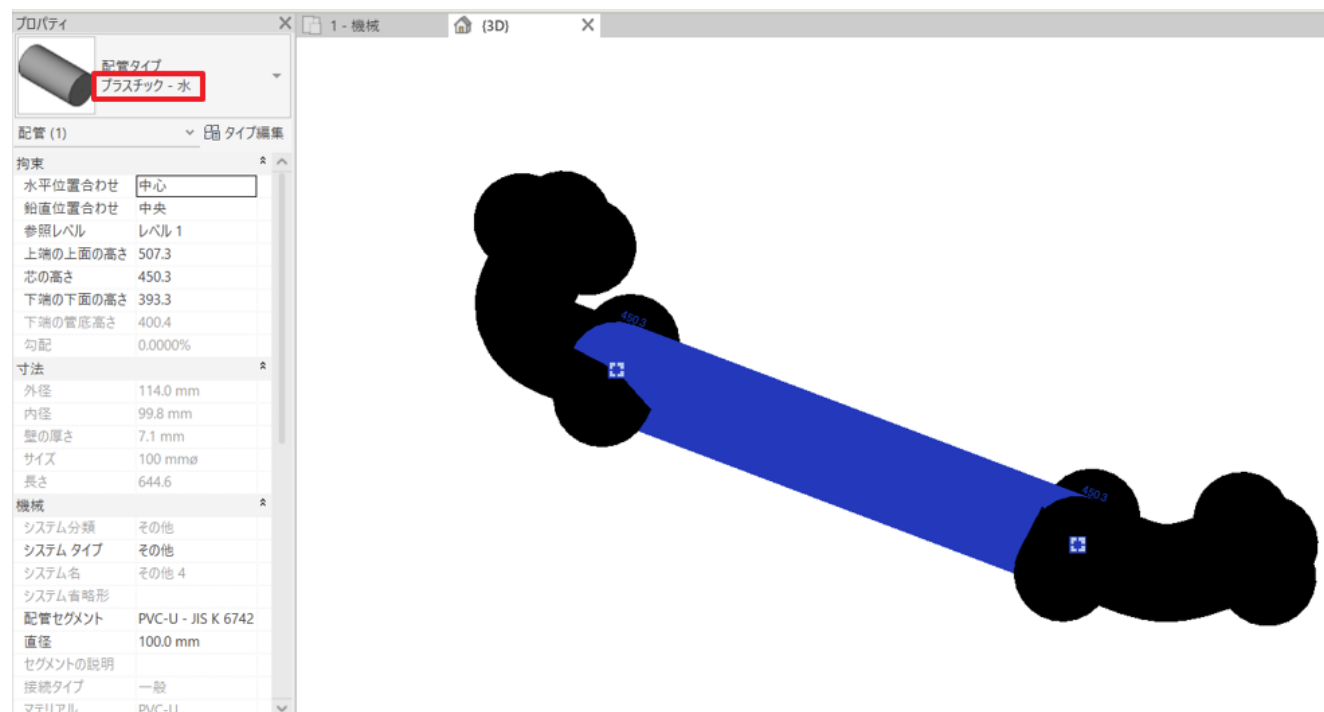 プロパティ
1 - 機械
{3D}
配管タイプ
プラスチック - 水
配管 (1)
タイプ編集
拘束
水平位置合わせ 中心
鉛直位置合わせ 中央
参照レベル レベル 1
上端の上面の高さ 507.3
芯の高さ 450.3
下端の下面の高さ 393.3
下端の管底高さ 400.4
勾配 0.0000%
寸法
外径 114.0 mm
内径 99.8 mm
壁の厚さ 7.1 mm
サイズ 100 mmø
長さ 644.6
機械
システム分類 その他
システム タイプ その他
システム名 その他 4
システム省略形
配管セグメント PVC-U - JIS K 6742
直径 100.0 mm
セグメントの説明
接続タイプ 一般
マテリアル PVC-U
450.3
450.3